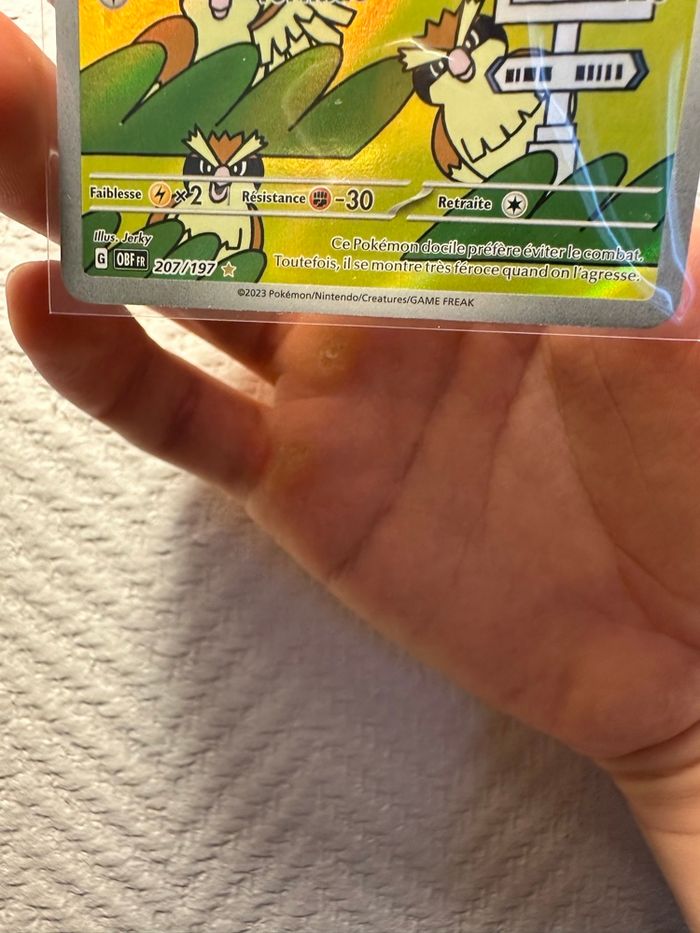 Faiblesse ×2 Résistance -30 Retraite
Illus. Jerky
Ce Pokémon docile préfère éviter le combat.
G OBF FR 207/197
Toutefois, il se montre très féroce quand on l'agresse.
©2023 Pokémon/Nintendo/Creatures/GAME FREAK